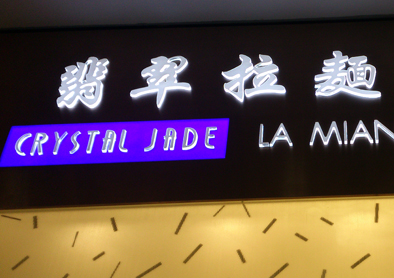 翡翠拉麵
CRYSTAL JADE LA MIAN